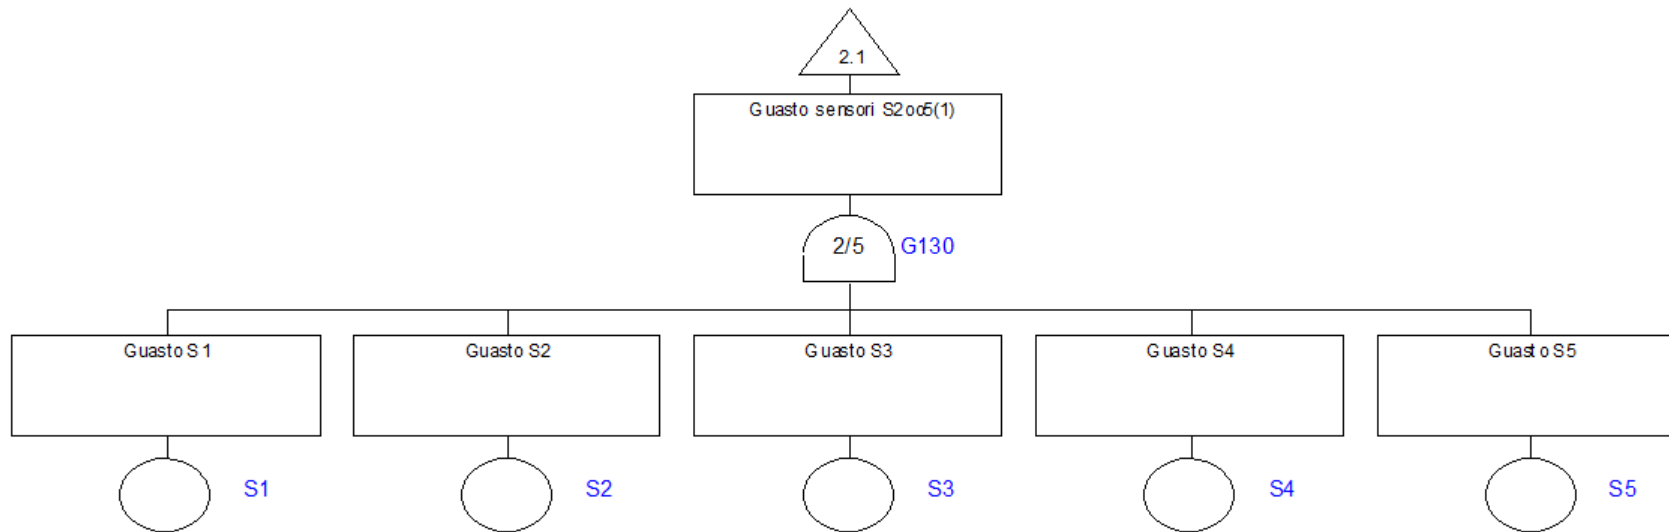 2.1
Guasto sensori S2oo5(1)
2/5 G130
Guasto S1 Guasto S2 Guasto S3 Guasto S4 Guasto S5
S1 S2 S3 S4 S5